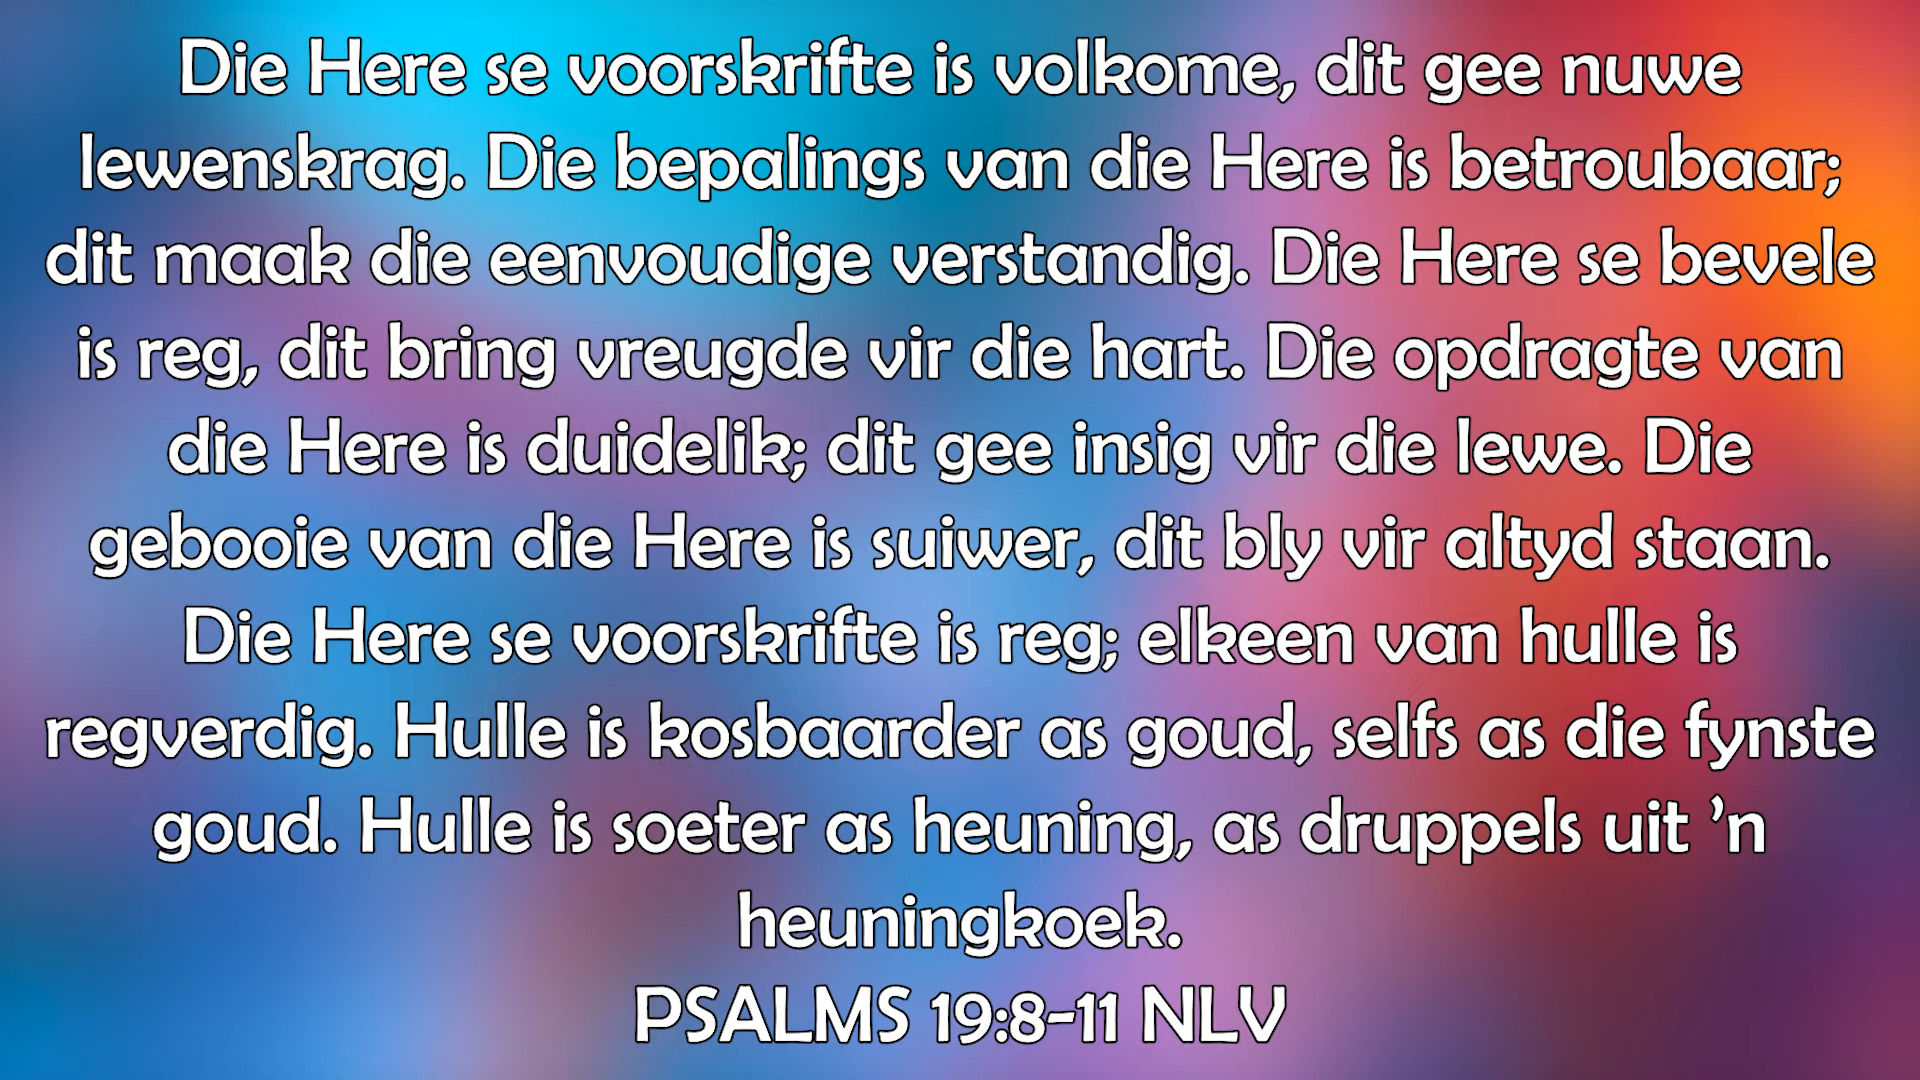 Die Here se voorskrifte is volkome, dit gee nuwe
lewenskrag. Die bepalings van die Here is betroubaar;
dit maak die eenvoudige verstandig. Die Here se bevele
is reg, dit bring vreugde vir die hart. Die opdragte van
die Here is duidelik; dit gee insig vir die lewe. Die
gebooie van die Here is suiwer, dit bly vir altyd staan.
Die Here se voorskrifte is reg; elkeen van hulle is
regverdig. Hulle is kosbaarder as goud, selfs as die fynste
goud. Hulle is soeter as heuning, as druppels uit ’n
heuningkoek.
PSALMS 19:8-11 NLV